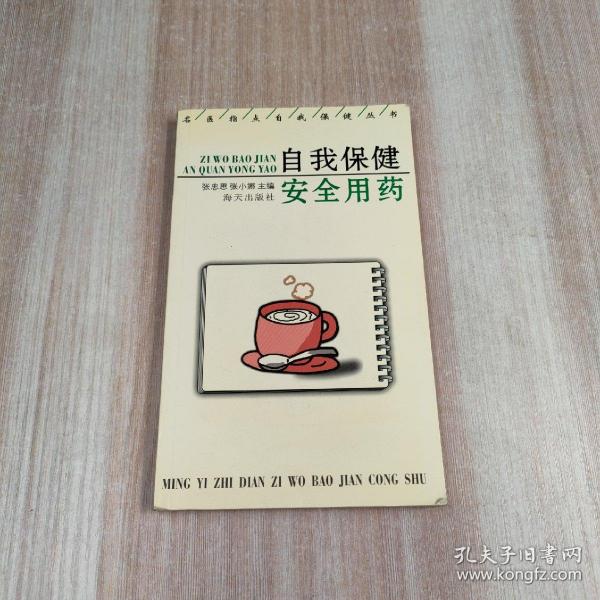 名医指点自我保健丛书
ZI WO BAO JIAN
AN QUAN YONG YAO
自我保健
安全用药
张忠恩 张小娜 主编
海天出版社
MING YI ZHI DIAN ZI WO BAO JIAN CONG SHU
孔夫子旧书网
www.kongfz.com